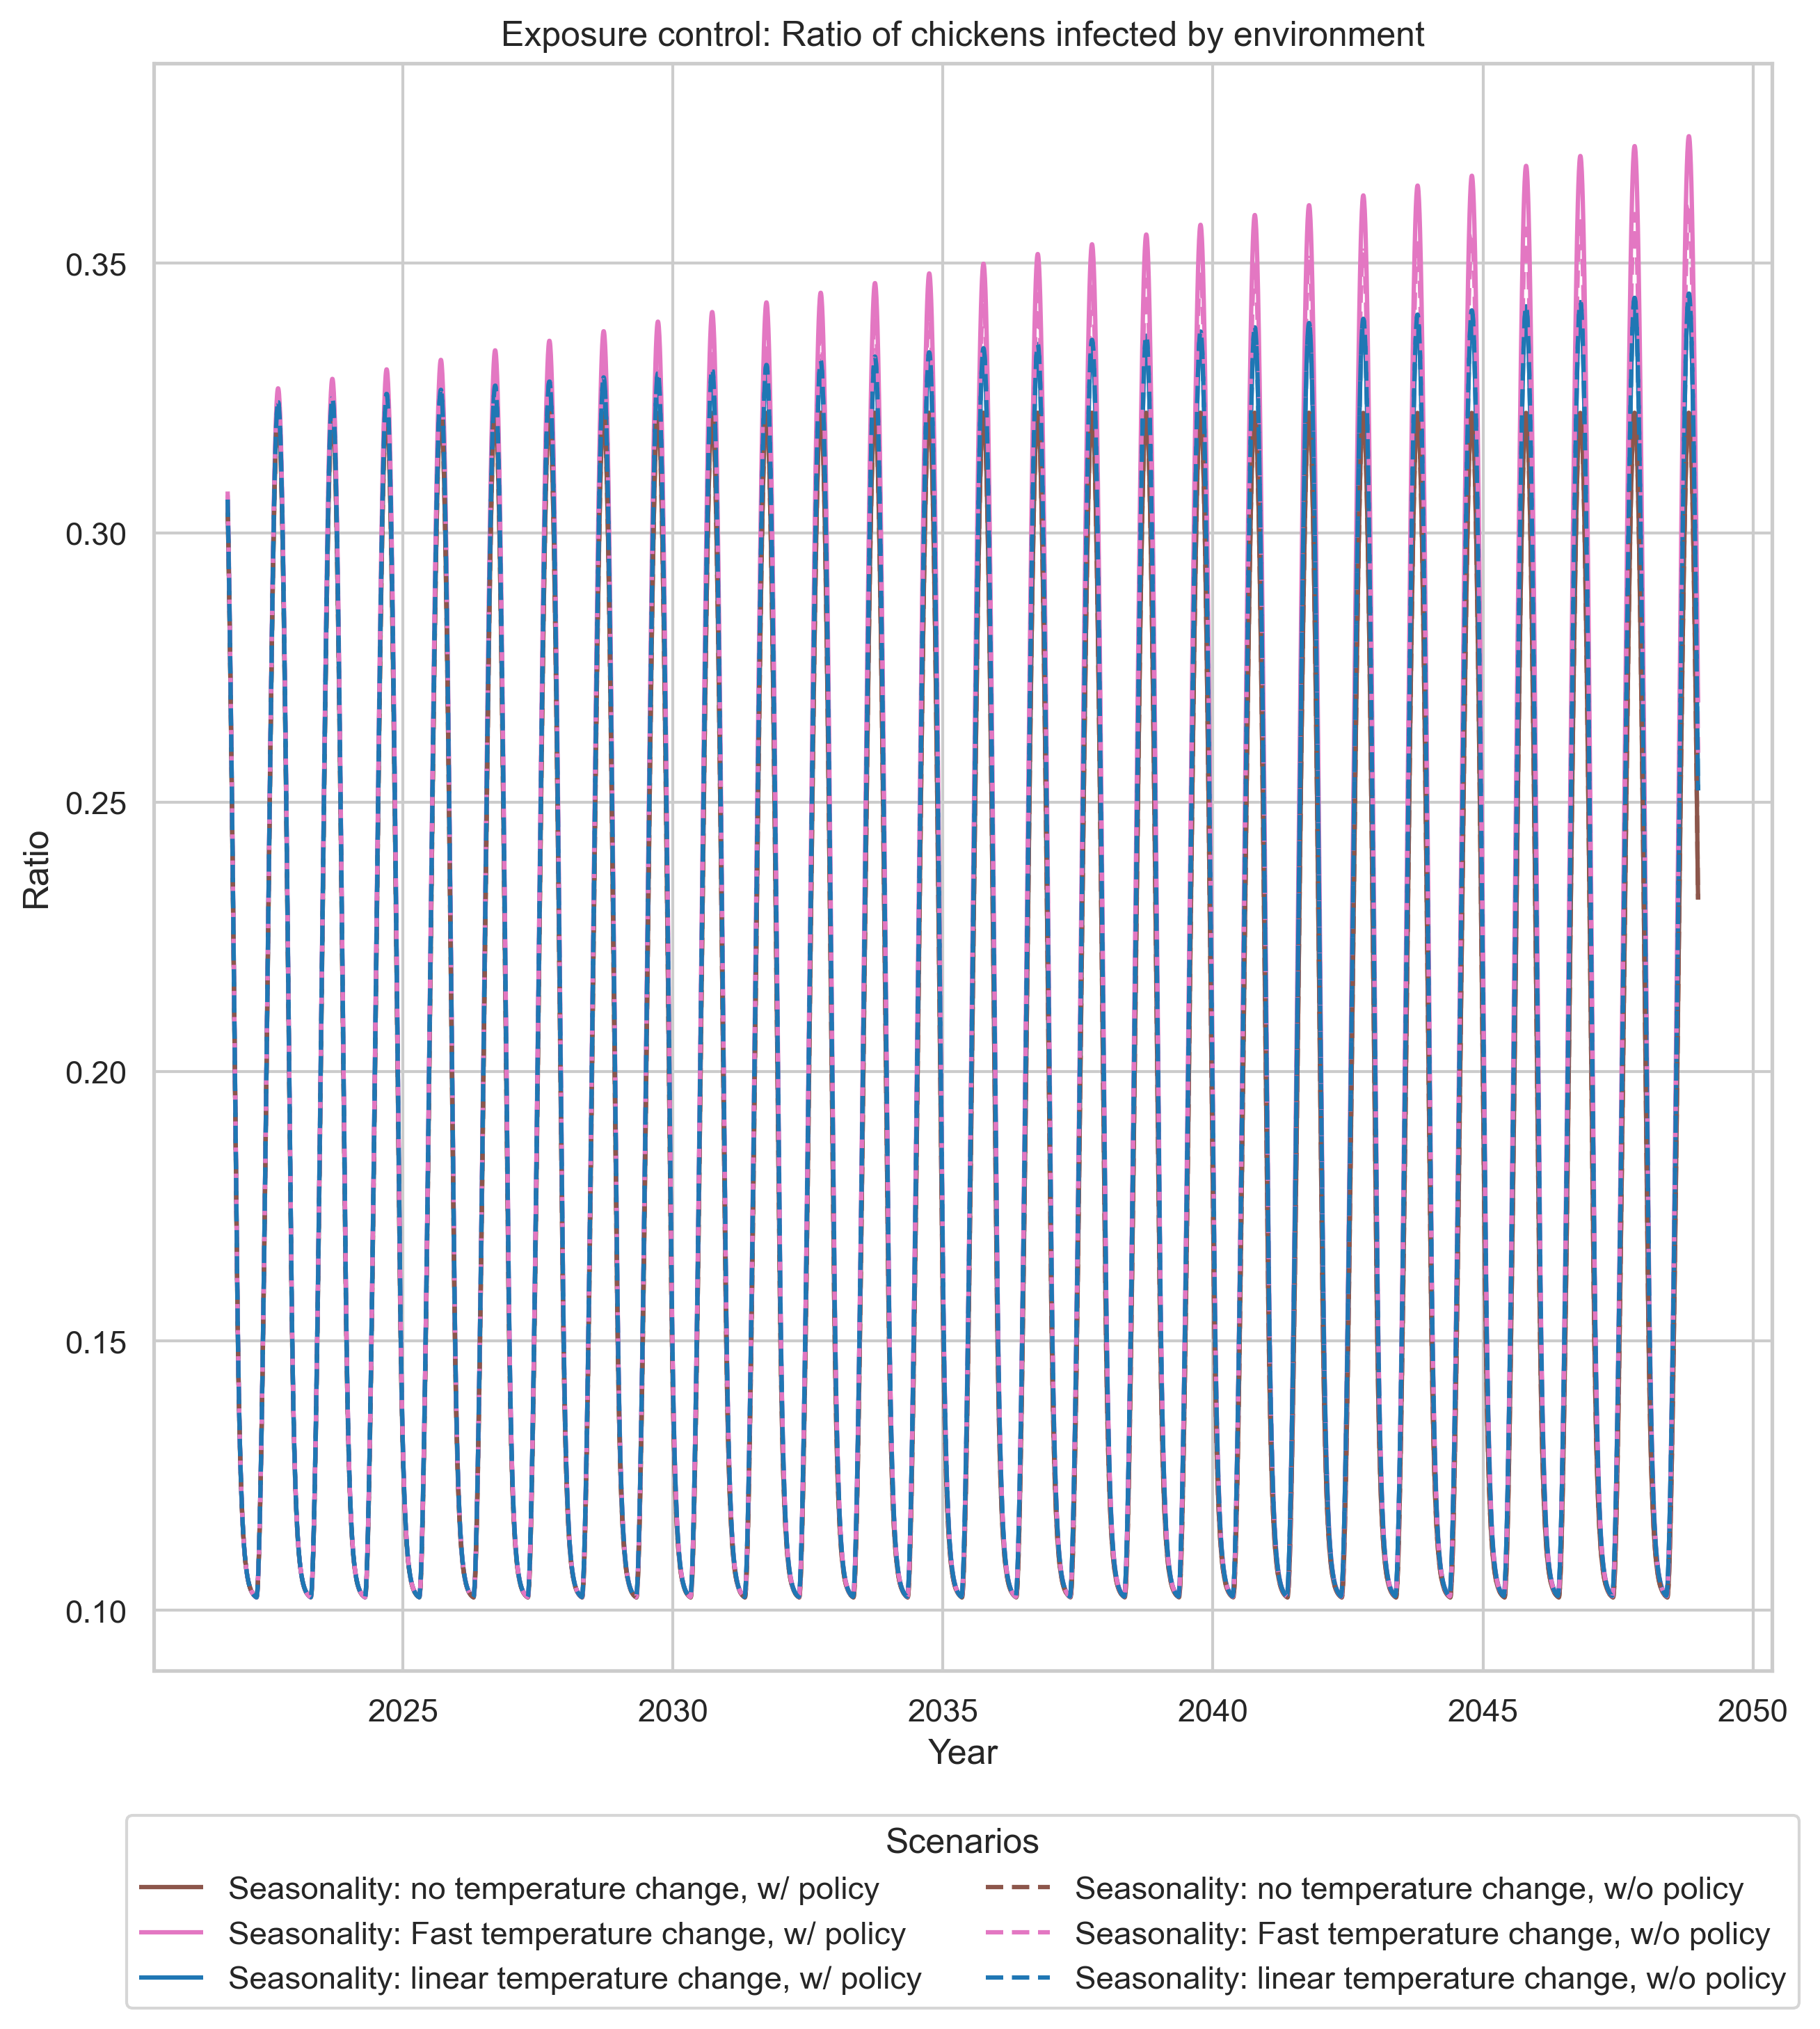 Exposure control: Ratio of chickens infected by environment
Ratio
0.35
0.30
0.25
0.20
0.15
0.10
2025 2030 2035 2040 2045 2050
Year
Scenarios
Seasonality: no temperature change, w/ policy
Seasonality: Fast temperature change, w/ policy
Seasonality: linear temperature change, w/ policy
Seasonality: no temperature change, w/o policy
Seasonality: Fast temperature change, w/o policy
Seasonality: linear temperature change, w/o policy